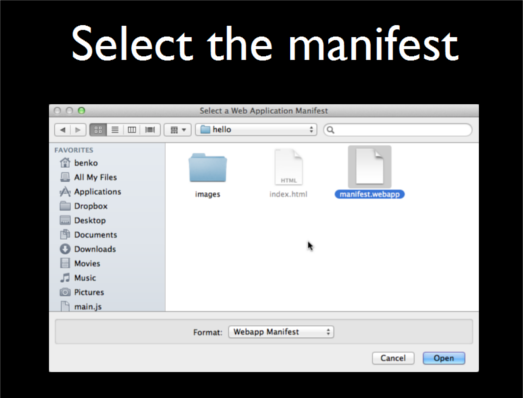 Select the manifest
Select a Web Application Manifest
hello
FAVORITES
benko
All My Files
Applications
Dropbox
Desktop
Documents
Downloads
Movies
Music
Pictures
main.js
HTML
images
index.html
manifest.webapp
Format: Webapp Manifest
Cancel
Open